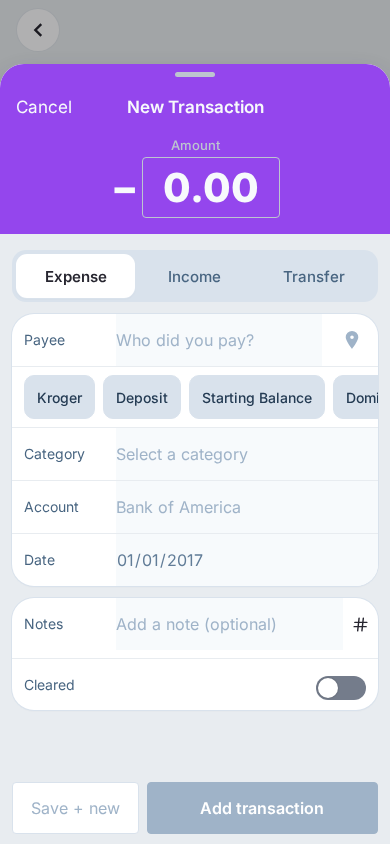 Cancel New Transaction
Amount
– 0.00
Expense Income Transfer
Payee Who did you pay?
Kroger Deposit Starting Balance Domi
Category Select a category
Account Bank of America
Date 01/01/2017
Notes Add a note (optional) #
Cleared
Save + new Add transaction